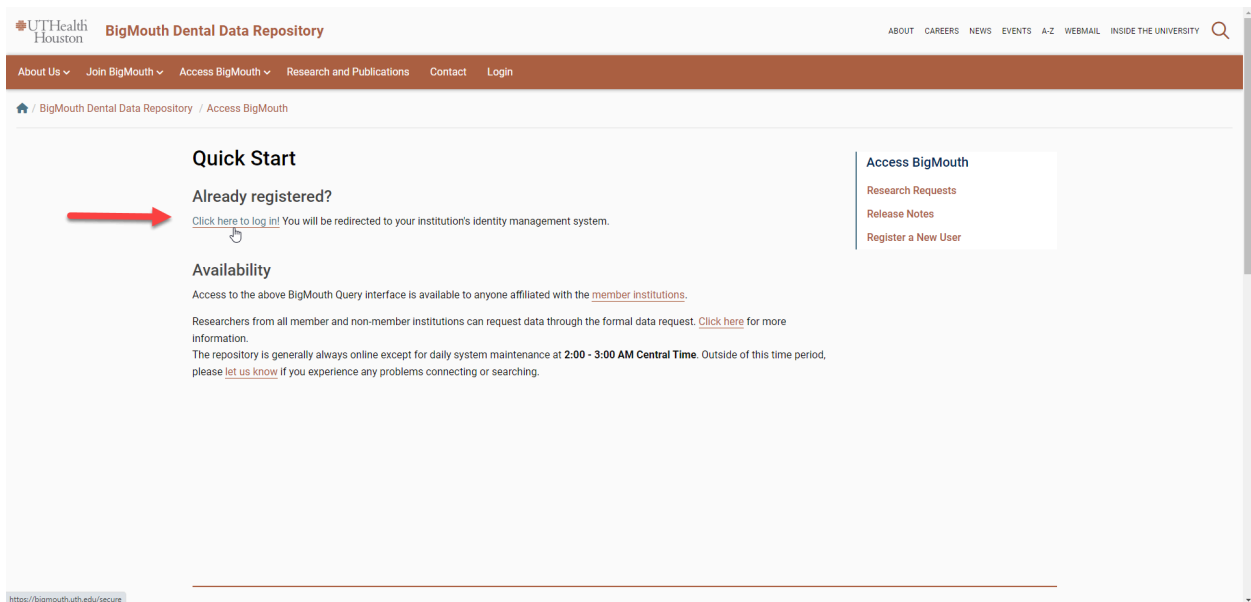 UTHealth
Houston
BigMouth Dental Data Repository
ABOUT CAREERS NEWS EVENTS A-Z WEBMAIL INSIDE THE UNIVERSITY
About Us Join BigMouth Access BigMouth Research and Publications Contact Login
/ BigMouth Dental Data Repository / Access BigMouth
Quick Start
Already registered?
Click here to log in! You will be redirected to your institution's identity management system.
Availability
Access to the above BigMouth Query interface is available to anyone affiliated with the member institutions.
Researchers from all member and non-member institutions can request data through the formal data request. Click here for more
information.
The repository is generally always online except for daily system maintenance at 2:00 - 3:00 AM Central Time. Outside of this time period,
please let us know if you experience any problems connecting or searching.
Access BigMouth
Research Requests
Release Notes
Register a New User
https://bigmouth.uth.edu/secure